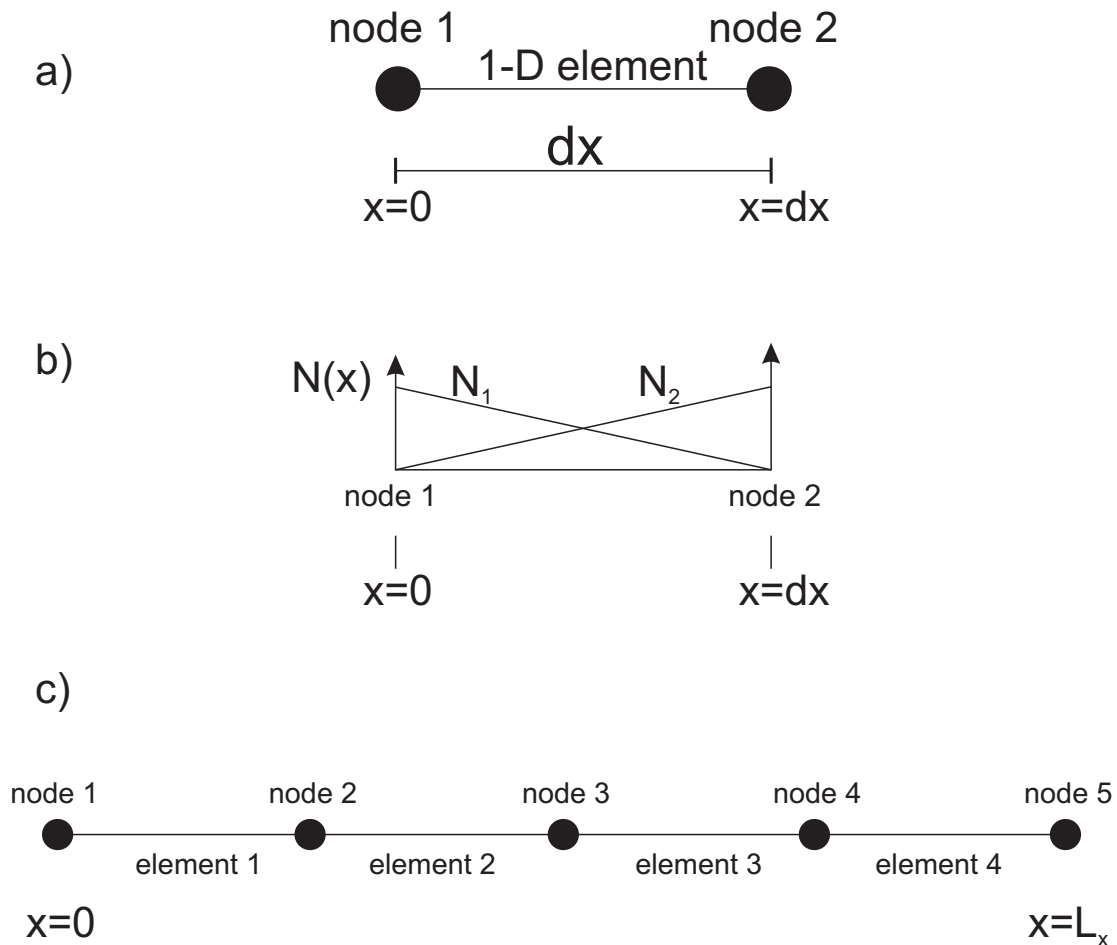 node 1 node 2
a) 1-D element
dx
x=0 x=dx
b)
N(x) N₁ N₂
node 1 node 2
x=0 x=dx
c)
node 1 node 2 node 3 node 4 node 5
element 1 element 2 element 3 element 4
x=0 x=Lₓ